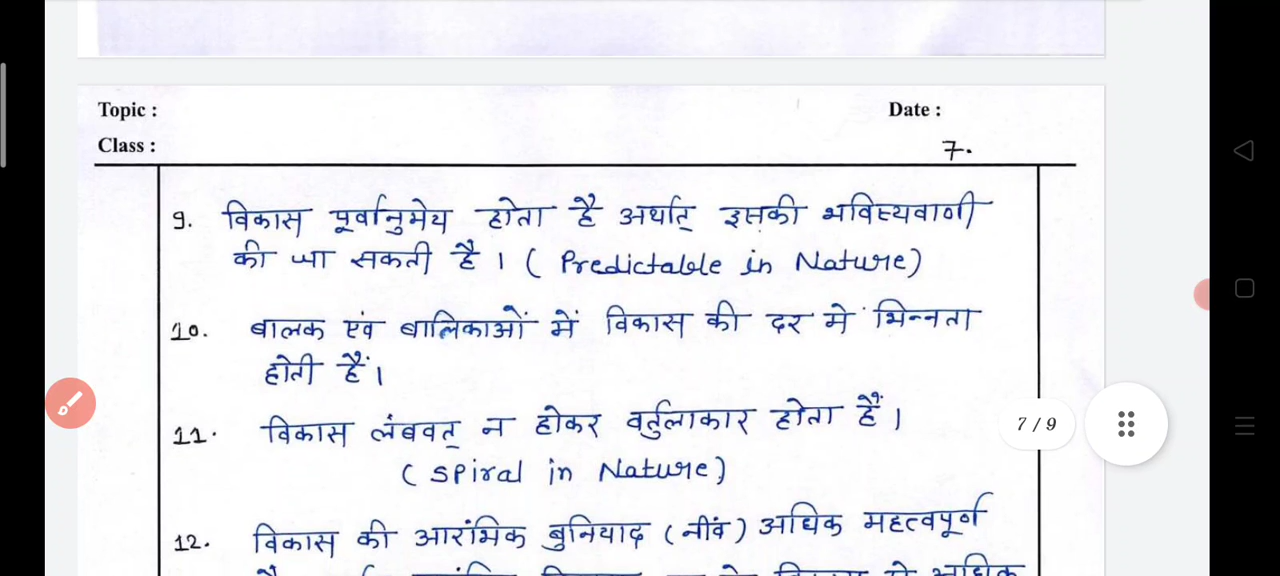 Topic :
Date :
Class :
7.
9. विकास पूर्वानुमेय होता है अर्थात् इसकी भविष्यवाणी
की जा सकती है। ( Predictable in Nature)
10. बालक एवं बालिकाओं में विकास की दर में भिन्नता
होती हैं।
11. विकास लंबवत् न होकर वर्तुलाकार होता हैं।
( Spiral in Nature)
7 / 9
12. विकास की आरंभिक बुनियाद (नींव) अधिक महत्वपूर्ण